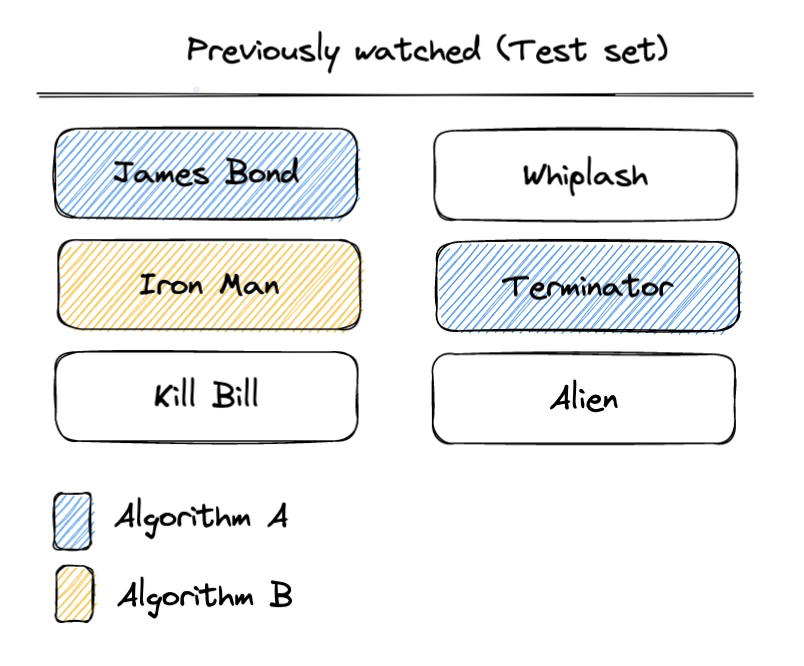 Previously watched (Test set)
James Bond
Whiplash
Iron Man
Terminator
Kill Bill
Alien
Algorithm A
Algorithm B